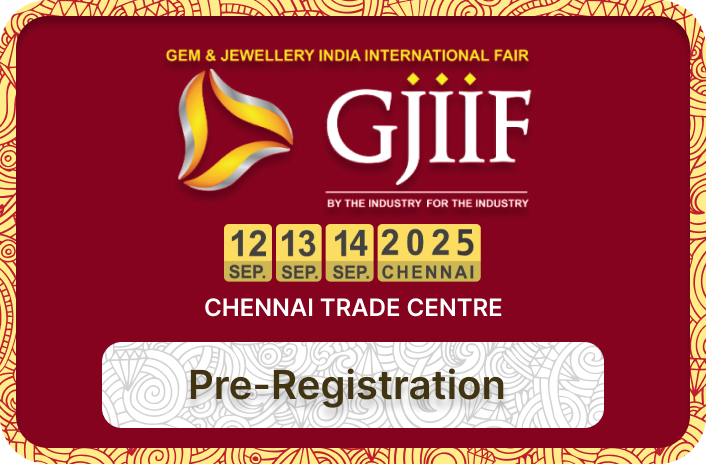 GEM & JEWELLERY INDIA INTERNATIONAL FAIR
GJIIF
BY THE INDUSTRY FOR THE INDUSTRY
12 13 14 2025
SEP. SEP. SEP. CHENNAI
CHENNAI TRADE CENTRE
Pre-Registration